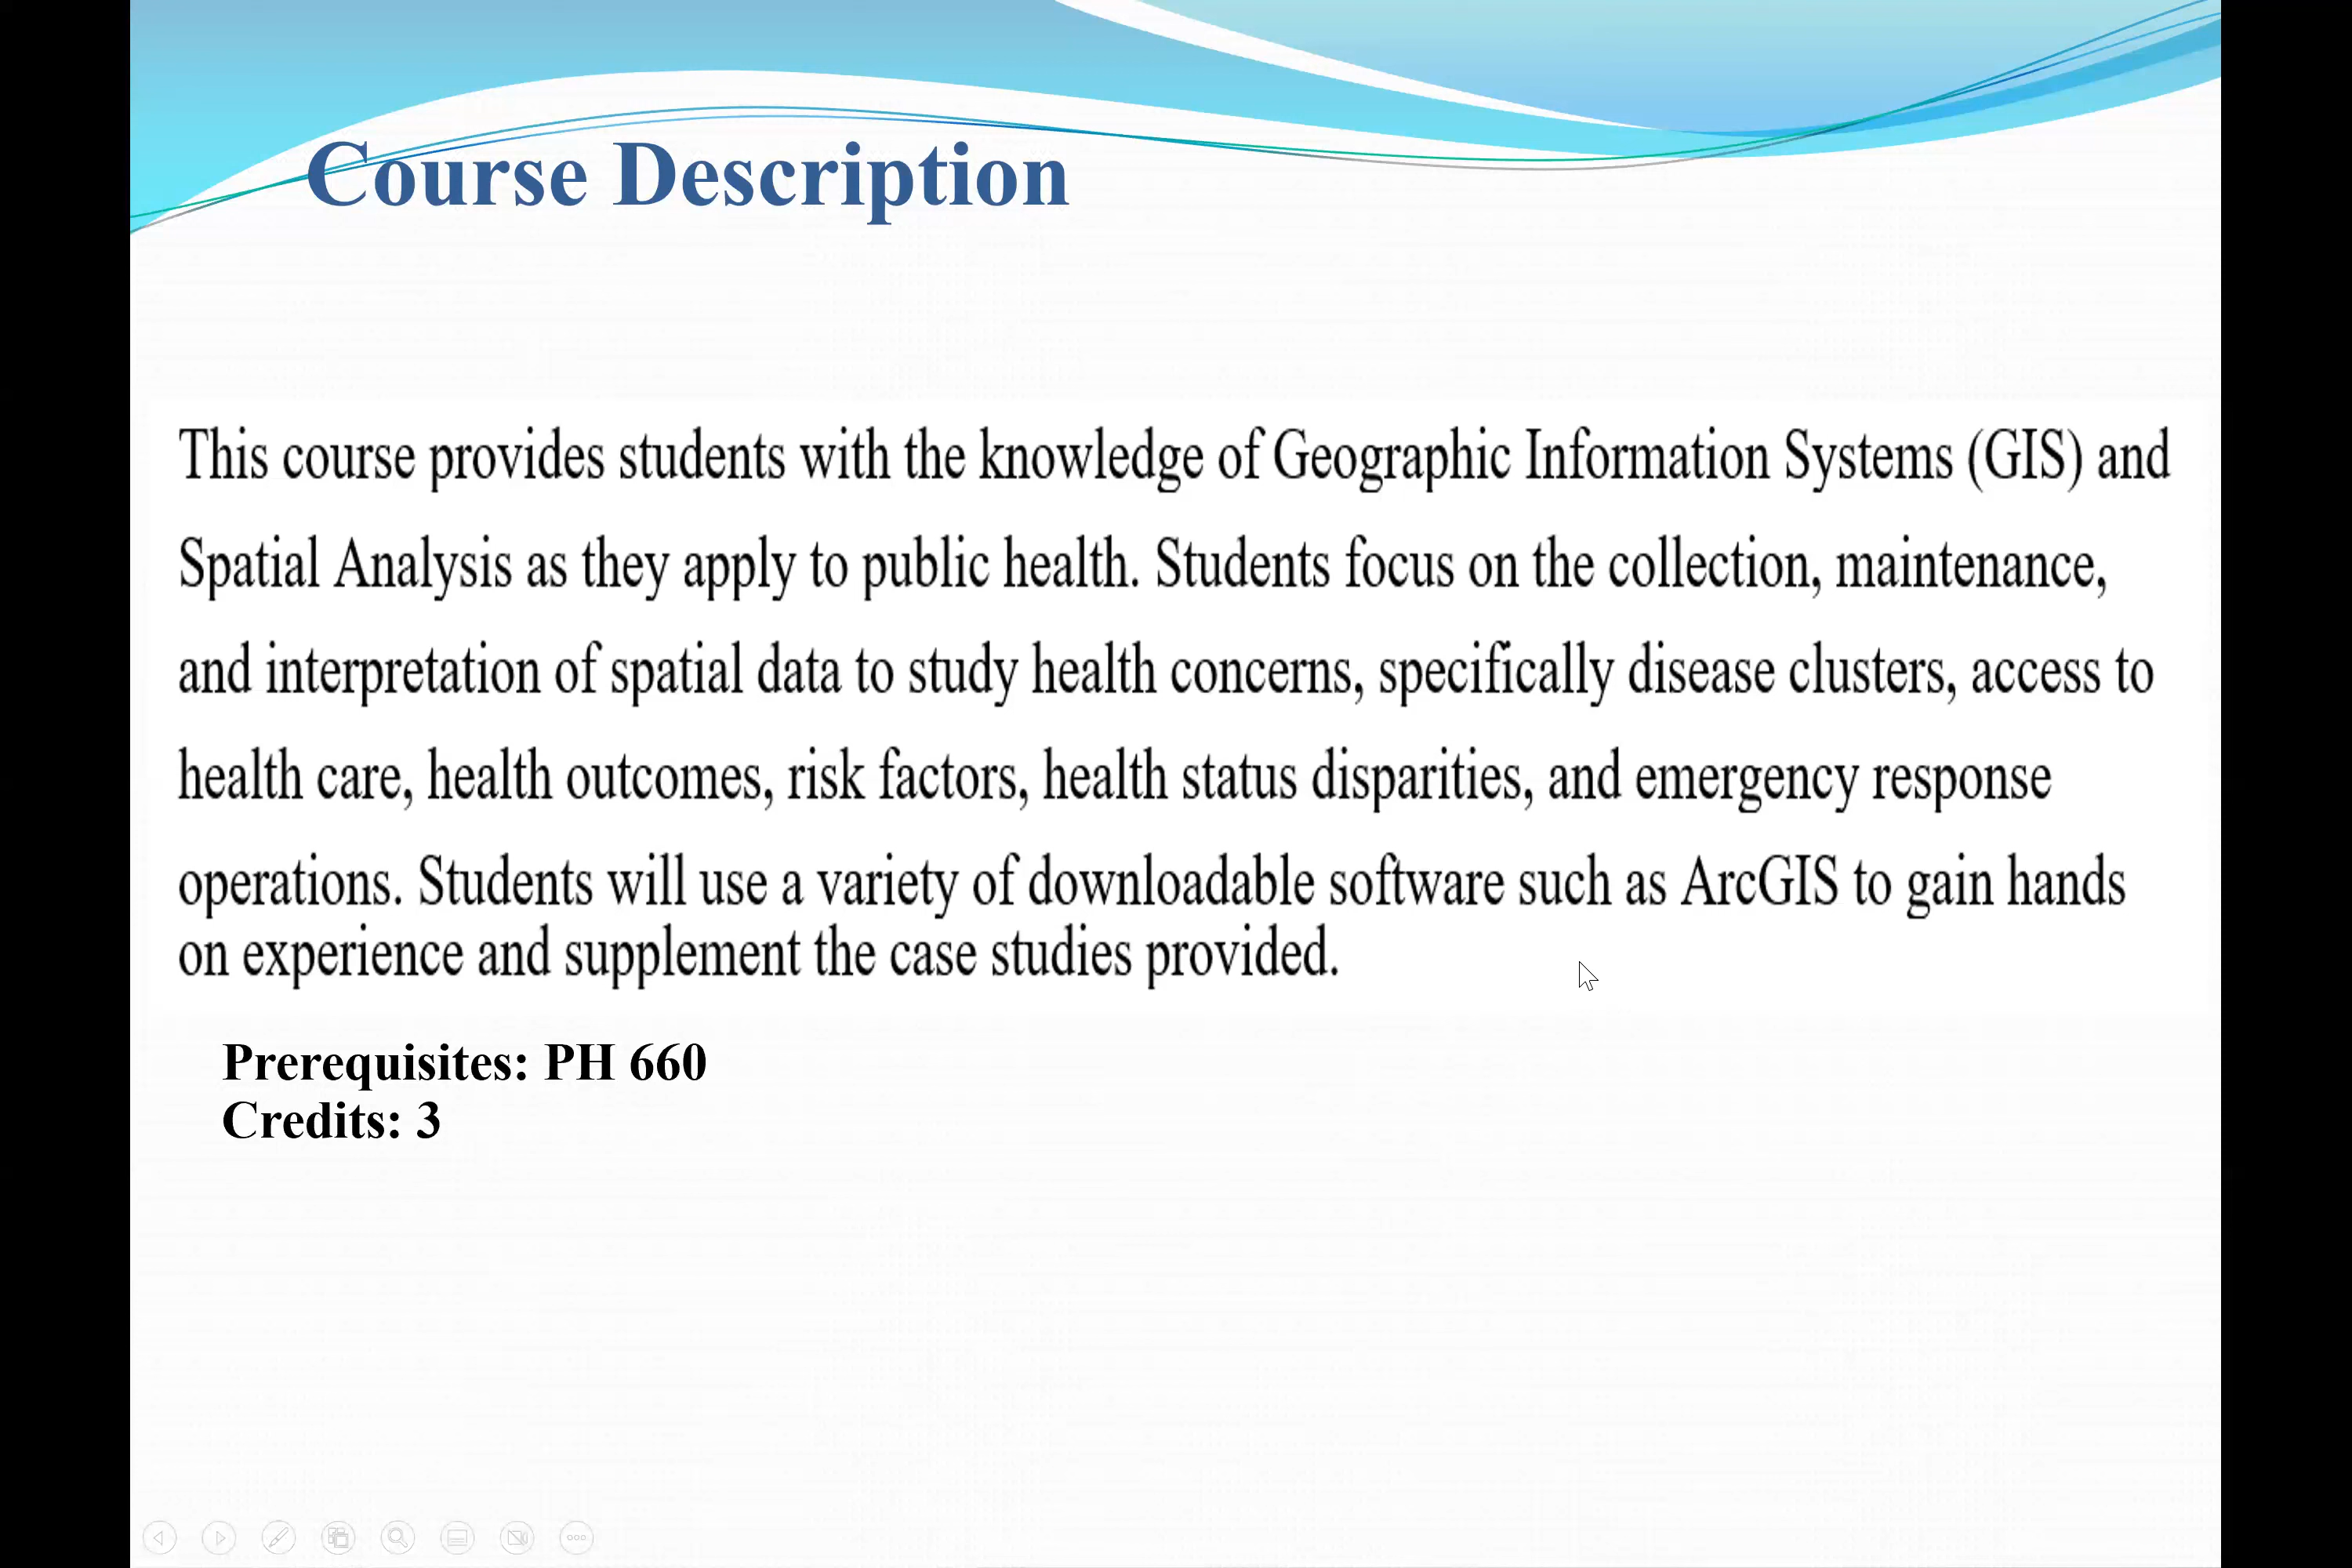 Course Description
This course provides students with the knowledge of Geographic Information Systems (GIS) and
Spatial Analysis as they apply to public health. Students focus on the collection, maintenance,
and interpretation of spatial data to study health concerns, specifically disease clusters, access to
health care, health outcomes, risk factors, health status disparities, and emergency response
operations. Students will use a variety of downloadable software such as ArcGIS to gain hands
on experience and supplement the case studies provided.
Prerequisites: PH 660
Credits: 3